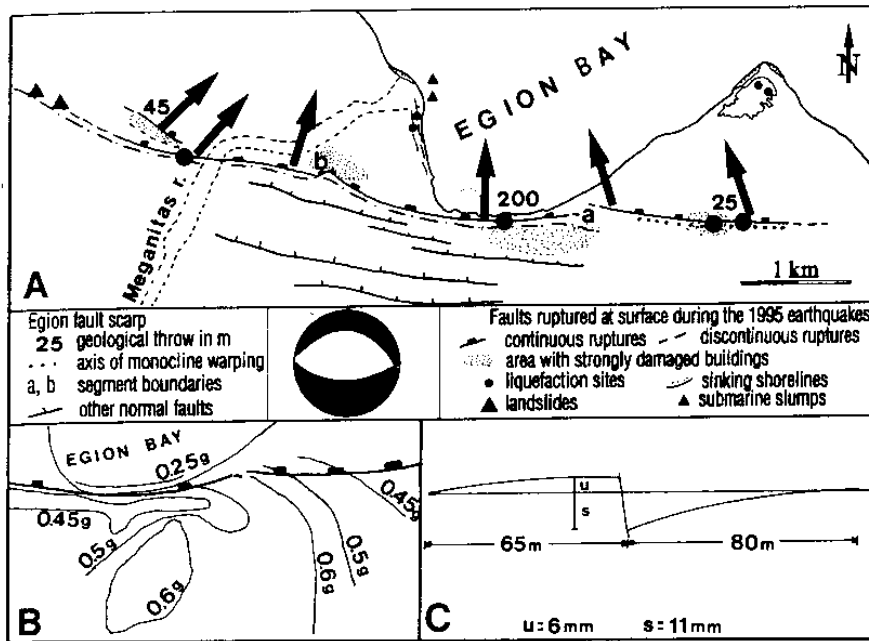 N
EGION BAY
45
b
200
a
25
Meganitas r.
1 km
A
Egion fault scarp
25 geological throw in m
axis of monocline warping
a, b segment boundaries
other normal faults
Faults ruptured at surface during the 1995 earthquakes
continuous ruptures discontinuous ruptures
area with strongly damaged buildings
liquefaction sites sinking shorelines
landslides submarine slumps
EGION BAY
0.25g
0.45g
0.45g
0.5g
0.5g
0.6g
0.6g
B
u
s
65m 80m
C
u=6mm s=11mm